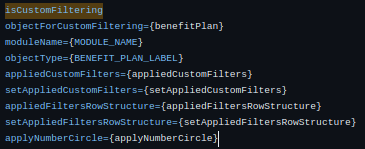 isCustomFiltering
objectForCustomFiltering={benefitPlan}
moduleName={MODULE_NAME}
objectType={BENEFIT_PLAN_LABEL}
appliedCustomFilters={appliedCustomFilters}
setAppliedCustomFilters={setAppliedCustomFilters}
appliedFiltersRowStructure={appliedFiltersRowStructure}
setAppliedFiltersRowStructure={setAppliedFiltersRowStructure}
applyNumberCircle={applyNumberCircle}